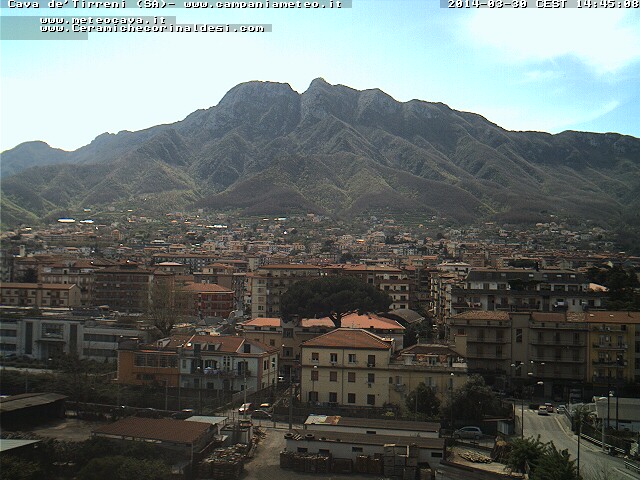 Cava de'Tirreni (Sa)- www.campaniameteo.it
2014-03-30 CEST 14:45:08
www.meteocava.it
www.Ceramichecorinaldesi.com